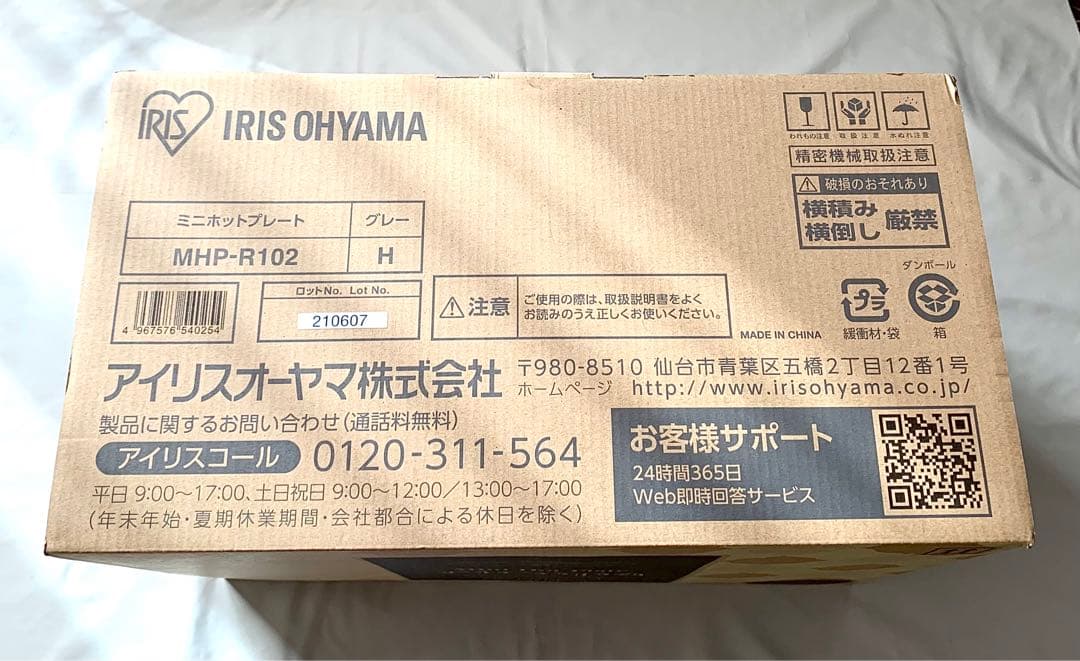 IRIS IRIS OHYAMA
われもの注意 取扱注意 水ぬれ注意
精密機械取扱注意
破損のおそれあり
横積み
横倒し 厳禁
ミニホットプレート グレー
MHP-R102 H
4 967576 540254
ロットNo. Lot No.
210607
注意
ご使用の際は、取扱説明書をよく
お読みのうえ正しくお使いください。
MADE IN CHINA
プラ
緩衝材・袋
ダンボール
箱
アイリスオーヤマ株式会社
〒980-8510 仙台市青葉区五橋2丁目12番1号
ホームページ http://www.irisohyama.co.jp/
製品に関するお問い合わせ(通話料無料)
アイリスコール 0120-311-564
平日 9:00〜17:00、土日祝日 9:00〜12:00/13:00〜17:00
(年末年始・夏期休業期間・会社都合による休日を除く)
お客様サポート
24時間365日
Web即時回答サービス